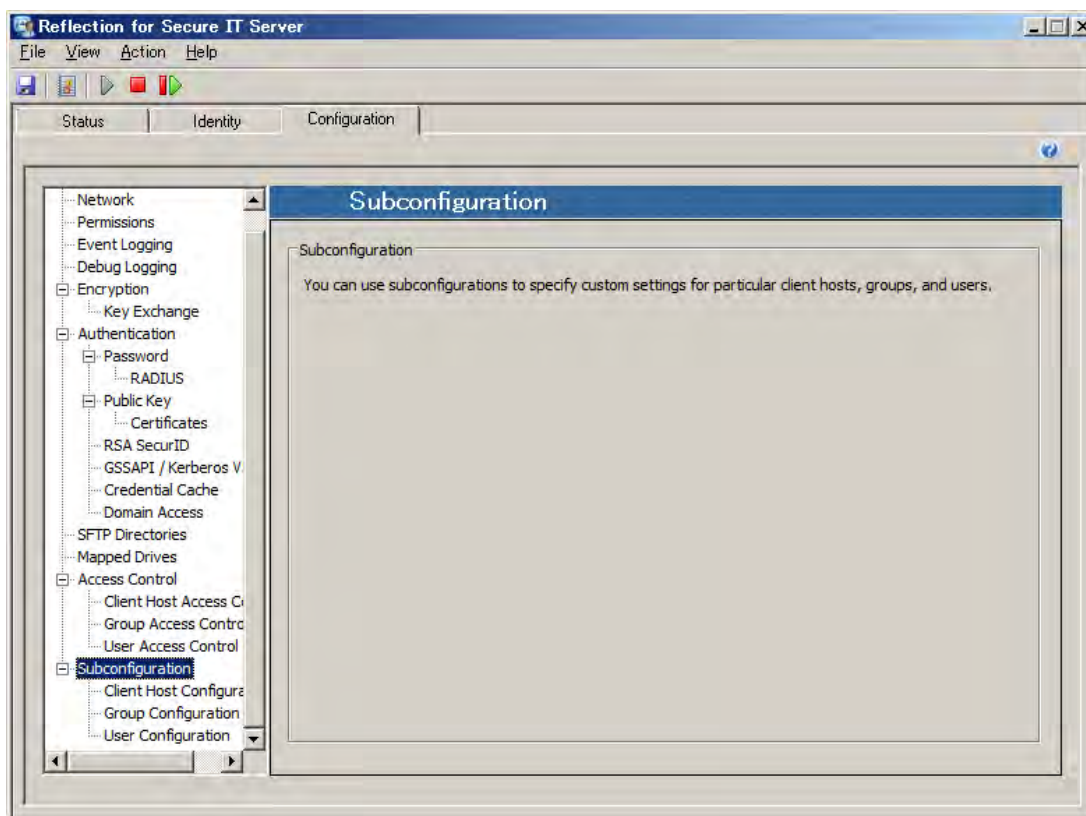 Reflection for Secure IT Server
File View Action Help
Status Identity Configuration
Network
Permissions
Event Logging
Debug Logging
Encryption
Key Exchange
Authentication
Password
RADIUS
Public Key
Certificates
RSA SecurID
GSSAPI / Kerberos V
Credential Cache
Domain Access
SFTP Directories
Mapped Drives
Access Control
Client Host Access
Group Access Contro
User Access Control
Subconfiguration
Client Host Configura
Group Configuration
User Configuration
Subconfiguration
Subconfiguration
You can use subconfigurations to specify custom settings for particular client hosts, groups, and users.